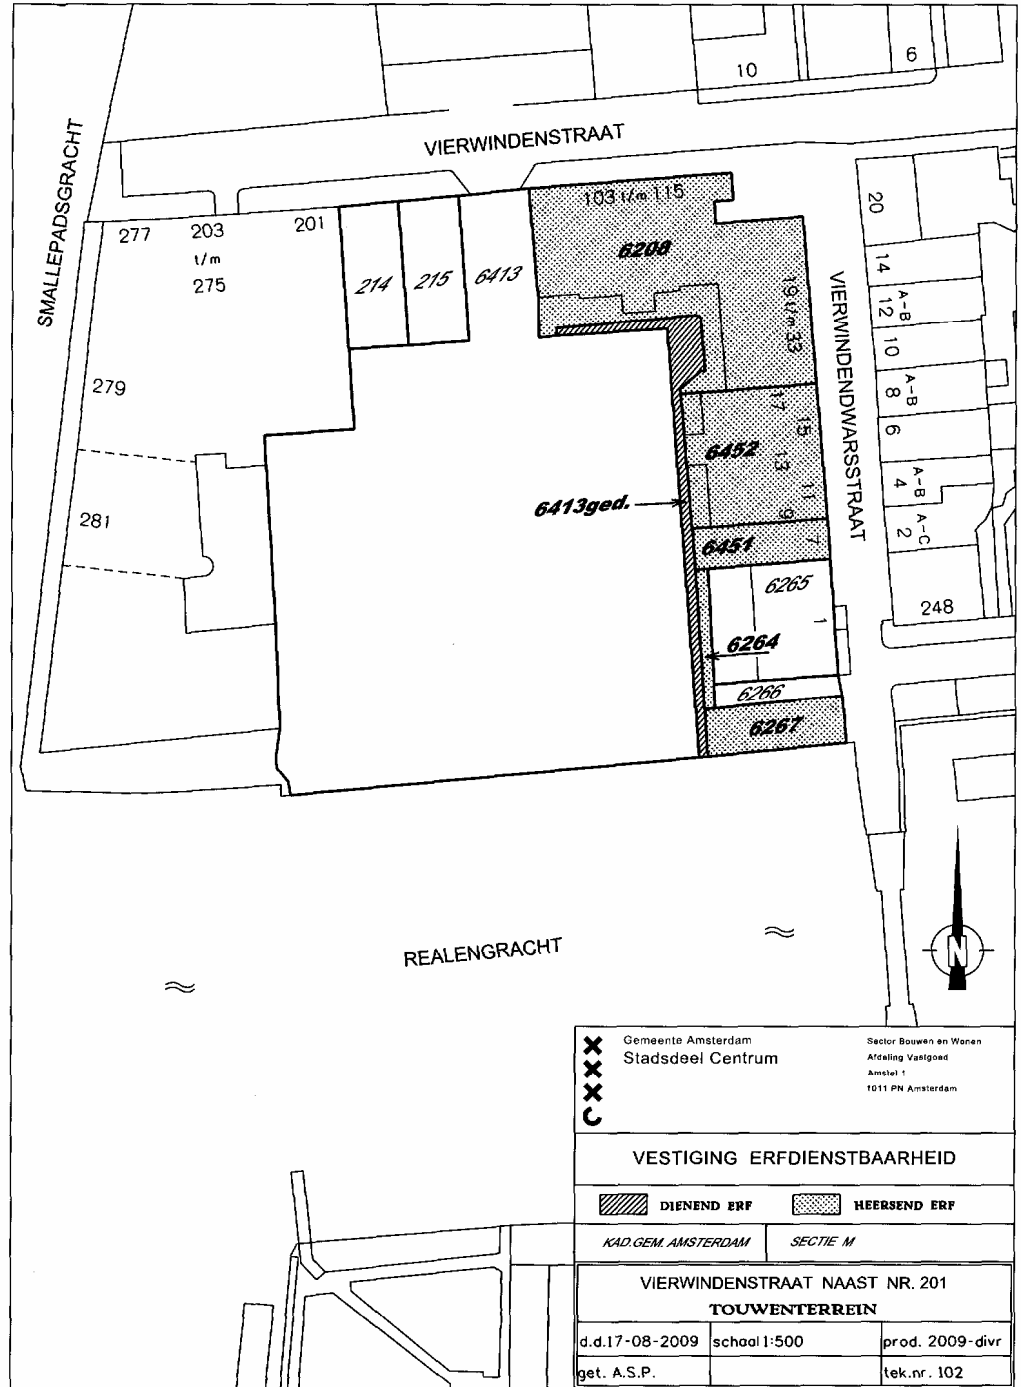 10
6
VIERWINDENSTRAAT
SMALLEPADSGRACHT
277
203
t/m
275
201
214
215
6413
103 t/m 115
6208
19 t/m 33
VIERWINDENDWARSSTRAAT
20
14
12 A-B
10
8 A-B
6
4 A-B
2 A-C
248
279
281
17
15
13
11
9
7
6452
6413ged.
6451
6265
1
6264
6266
6267
REALENGRACHT
N
Gemeente Amsterdam
Stadsdeel Centrum
Sector Bouwen en Wonen
Afdeling Vastgoed
Amstel 1
1011 PN Amsterdam
VESTIGING ERFDIENSTBAARHEID
DIENEND ERF
HEERSEND ERF
KAD.GEM. AMSTERDAM
SECTIE M
VIERWINDENSTRAAT NAAST NR. 201
TOUWENTERREIN
d.d.17-08-2009
schaal 1:500
prod. 2009-divr
get. A.S.P.
tek.nr. 102